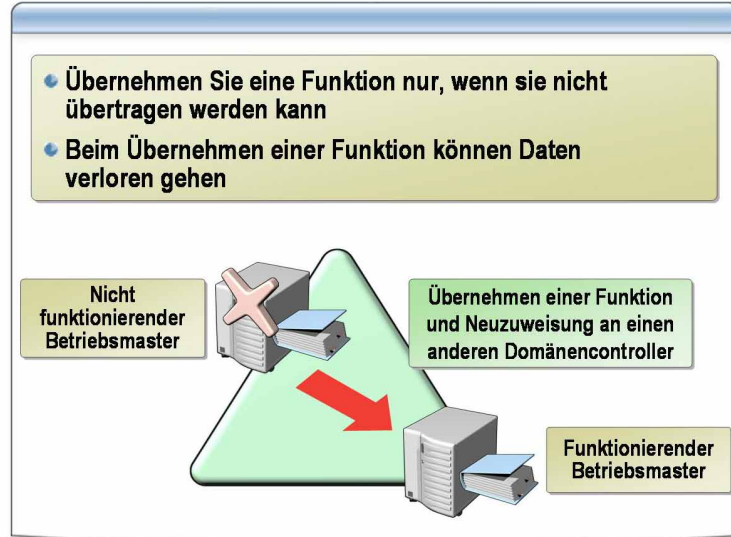 Übernehmen Sie eine Funktion nur, wenn sie nicht
übertragen werden kann
Beim Übernehmen einer Funktion können Daten
verloren gehen
Nicht
funktionierender
Betriebsmaster
Übernehmen einer Funktion
und Neuzuweisung an einen
anderen Domänencontroller
Funktionierender
Betriebsmaster